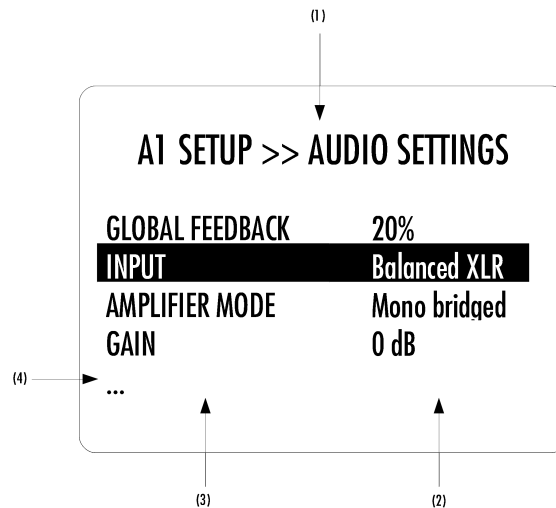 (1)
A1 SETUP >> AUDIO SETTINGS
GLOBAL FEEDBACK 20%
INPUT Balanced XLR
AMPLIFIER MODE Mono bridged
GAIN 0 dB
(4)
...
(3) (2)